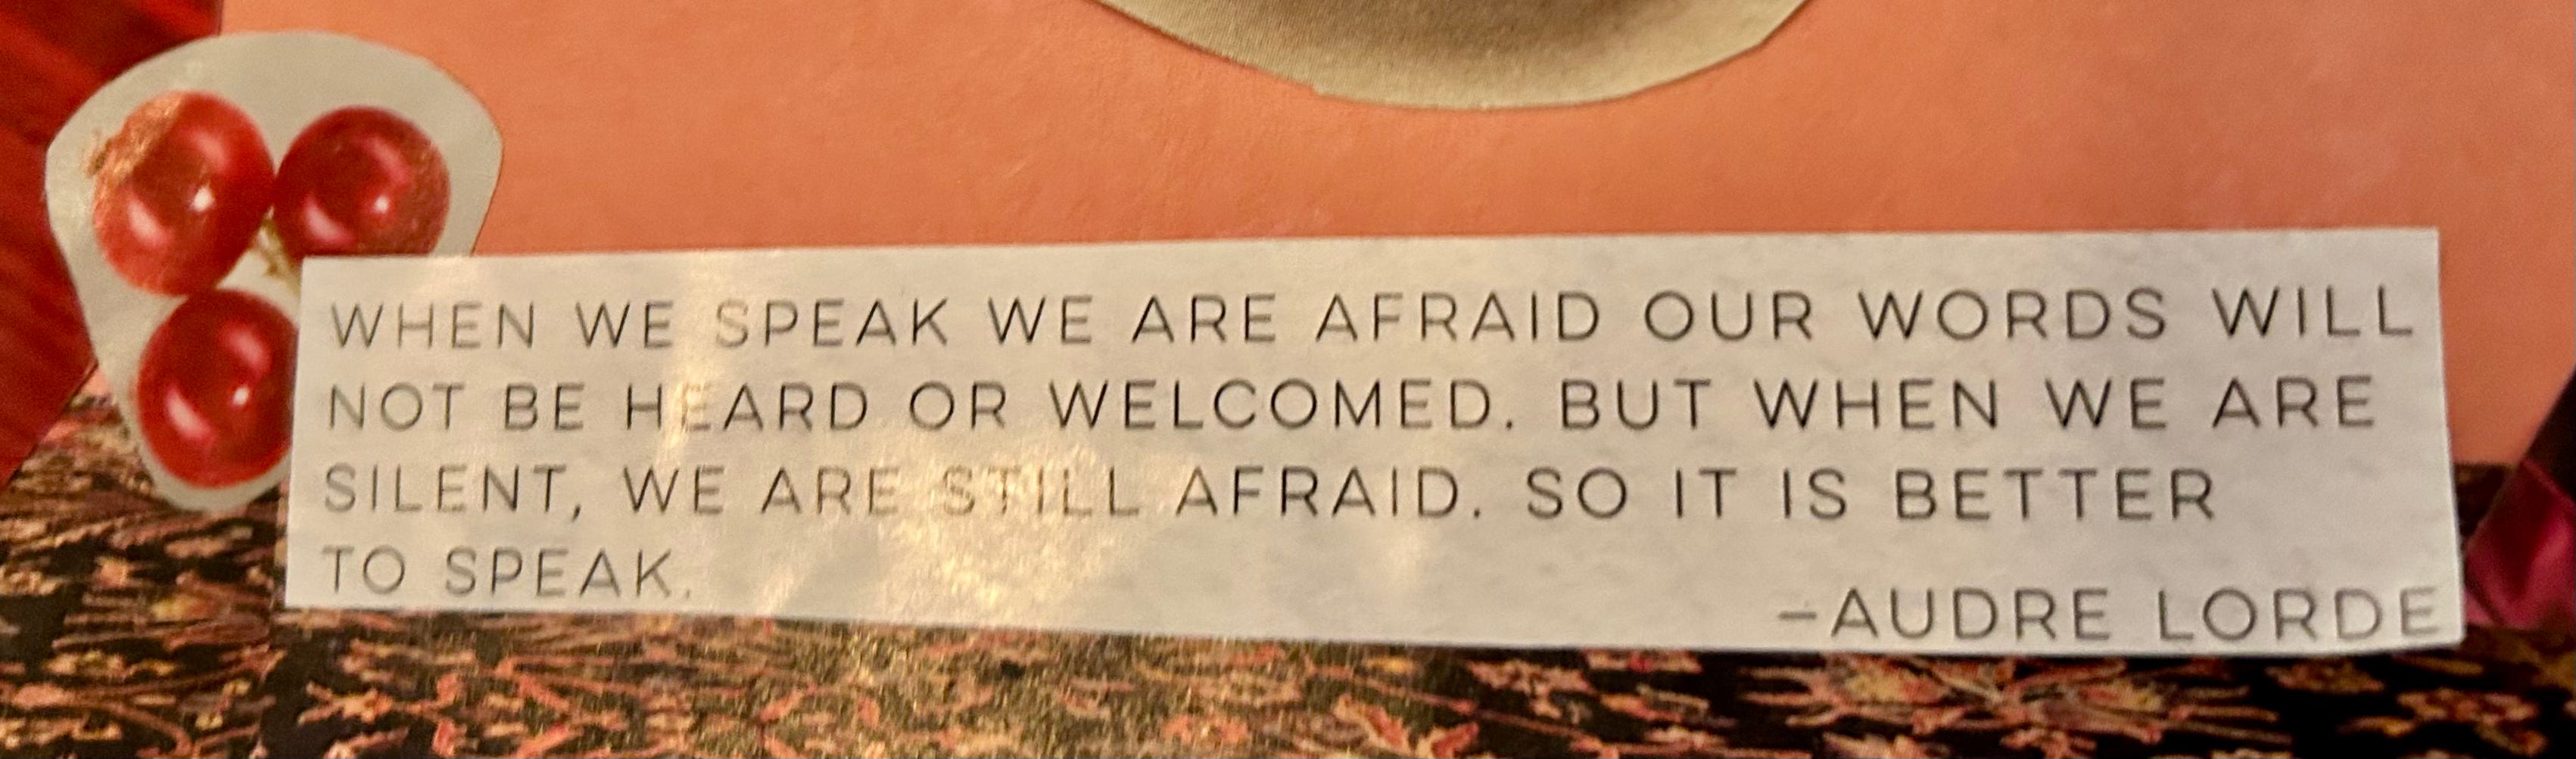 WHEN WE SPEAK WE ARE AFRAID OUR WORDS WILL
NOT BE HEARD OR WELCOMED. BUT WHEN WE ARE
SILENT, WE ARE STILL AFRAID. SO IT IS BETTER
TO SPEAK.
–AUDRE LORDE